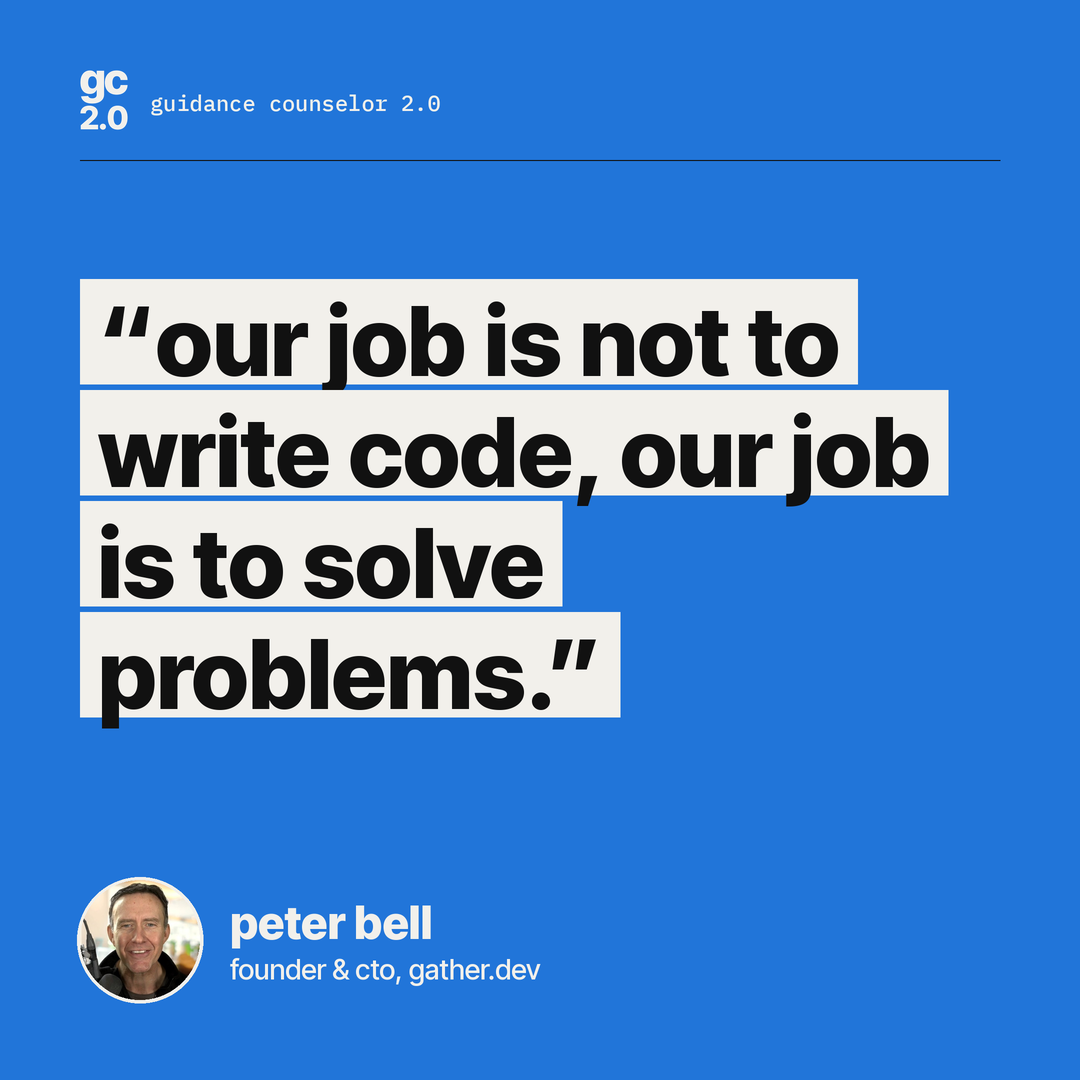 gc
2.0
guidance counselor 2.0
“our job is not to
write code, our job
is to solve
problems.”
peter bell
founder & cto, gather.dev